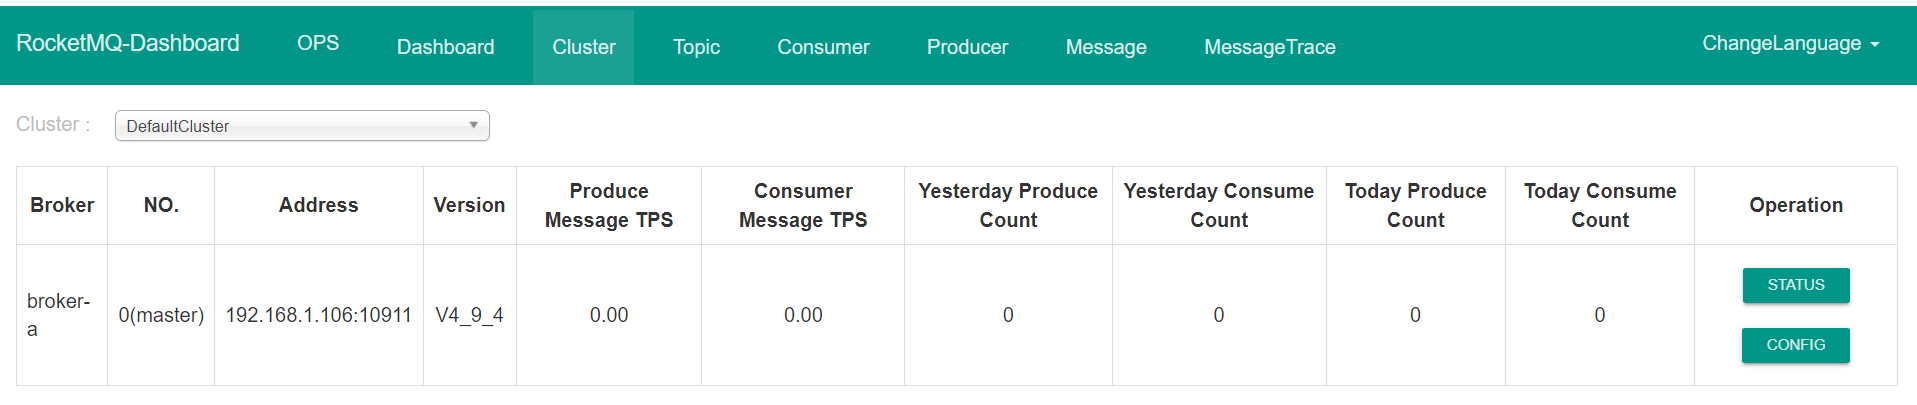 RocketMQ-Dashboard OPS Dashboard Cluster Topic Consumer Producer Message MessageTrace ChangeLanguage
Cluster : DefaultCluster
Broker NO. Address Version Produce Message TPS Consumer Message TPS Yesterday Produce Count Yesterday Consume Count Today Produce Count Today Consume Count Operation
broker-a 0(master) 192.168.1.106:10911 V4_9_4 0.00 0.00 0 0 0 0 STATUS
CONFIG